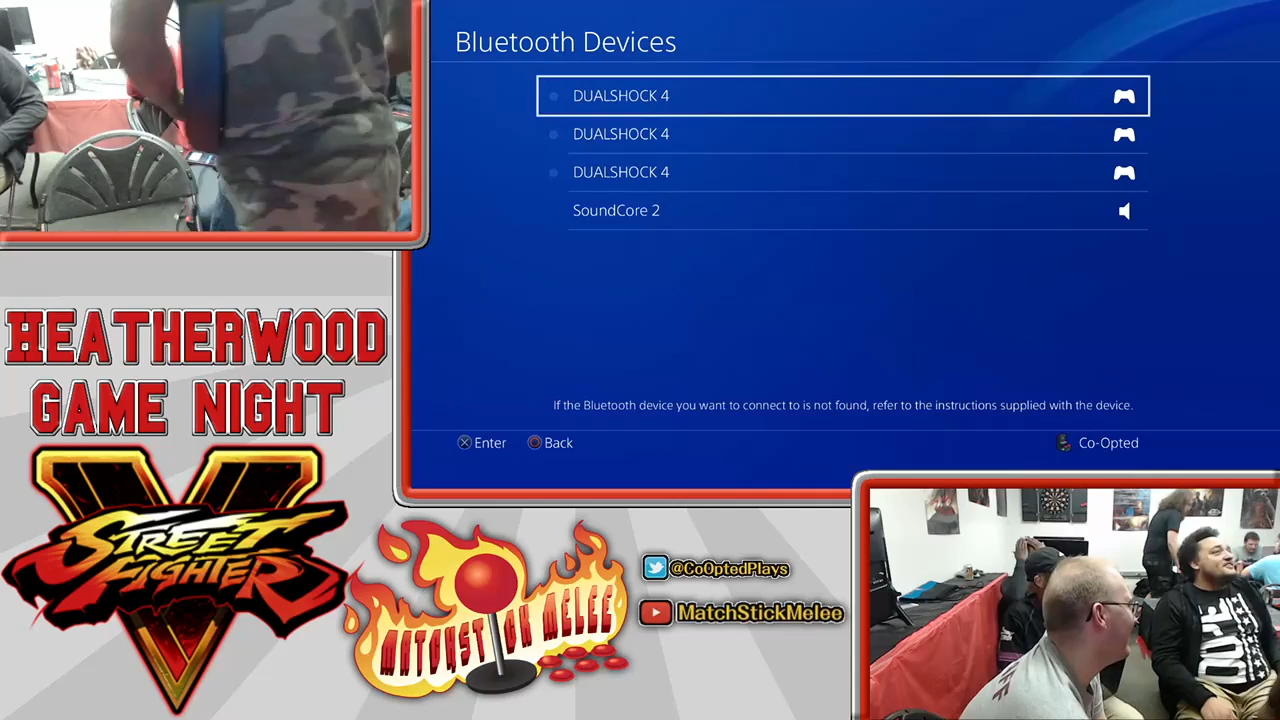 Bluetooth Devices
DUALSHOCK 4
DUALSHOCK 4
DUALSHOCK 4
SoundCore 2
If the Bluetooth device you want to connect to is not found, refer to the instructions supplied with the device.
Enter
Back
Co-Opted
HEATHERWOOD
GAME NIGHT
V
STREET
FIGHTER
MATCHSTICK MELEE
@CoOptedPlays
MatchStickMelee